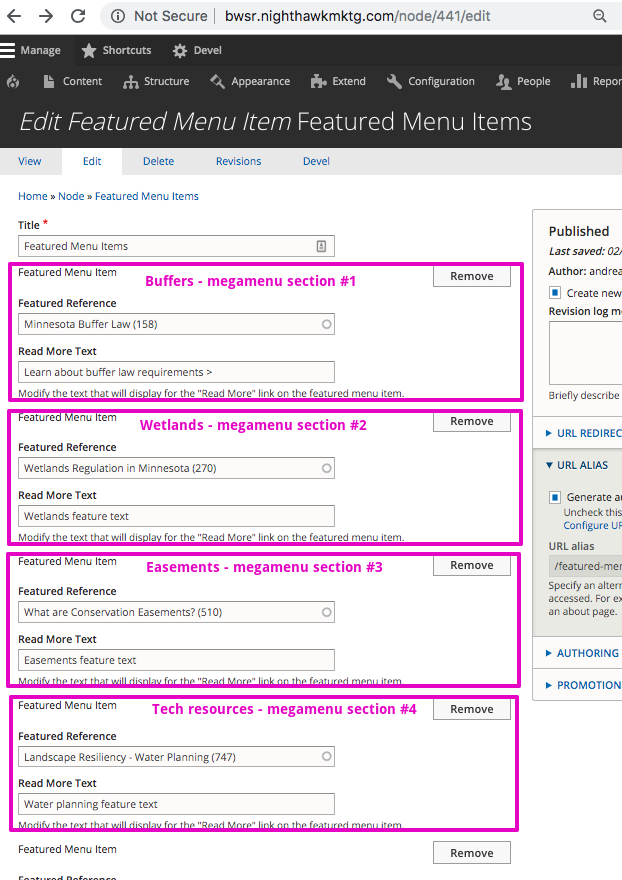 Not Secure | bwsr.nighthawkmktg.com/node/441/edit
Manage Shortcuts Devel
Content Structure Appearance Extend Configuration People Repor
Edit Featured Menu Item Featured Menu Items
View Edit Delete Revisions Devel
Home » Node » Featured Menu Items
Title *
Featured Menu Items
Featured Menu Item
Buffers - megamenu section #1
Remove
Featured Reference
Minnesota Buffer Law (158)
Read More Text
Learn about buffer law requirements >
Modify the text that will display for the "Read More" link on the featured menu item.
Featured Menu Item
Wetlands - megamenu section #2
Remove
Featured Reference
Wetlands Regulation in Minnesota (270)
Read More Text
Wetlands feature text
Modify the text that will display for the "Read More" link on the featured menu item.
Featured Menu Item
Easements - megamenu section #3
Remove
Featured Reference
What are Conservation Easements? (510)
Read More Text
Easements feature text
Modify the text that will display for the "Read More" link on the featured menu item.
Featured Menu Item
Tech resources - megamenu section #4
Remove
Featured Reference
Landscape Resiliency - Water Planning (747)
Read More Text
Water planning feature text
Modify the text that will display for the "Read More" link on the featured menu item.
Featured Menu Item
Remove
Featured Reference
Published
Last saved: 02/
Author: andrea
Create new
Revision log me
Briefly describe
URL REDIREC
URL ALIAS
Generate au
Uncheck this
Configure UR
URL alias
/featured-men
Specify an altern
accessed. For ex
an about page.
AUTHORING
PROMOTION